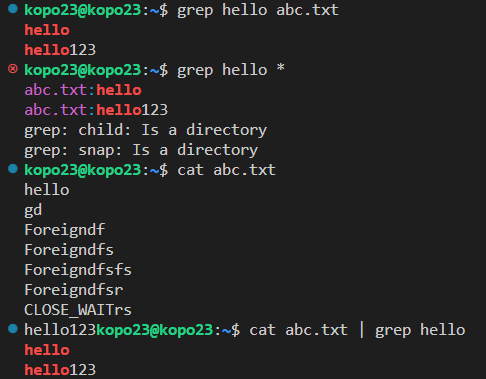 kopo23@kopo23:~$ grep hello abc.txt
hello
hello123
kopo23@kopo23:~$ grep hello *
abc.txt:hello
abc.txt:hello123
grep: child: Is a directory
grep: snap: Is a directory
kopo23@kopo23:~$ cat abc.txt
hello
gd
Foreigndf
Foreigndfs
Foreigndfsfs
Foreigndfsr
CLOSE_WAITrs
hello123kopo23@kopo23:~$ cat abc.txt | grep hello
hello
hello123